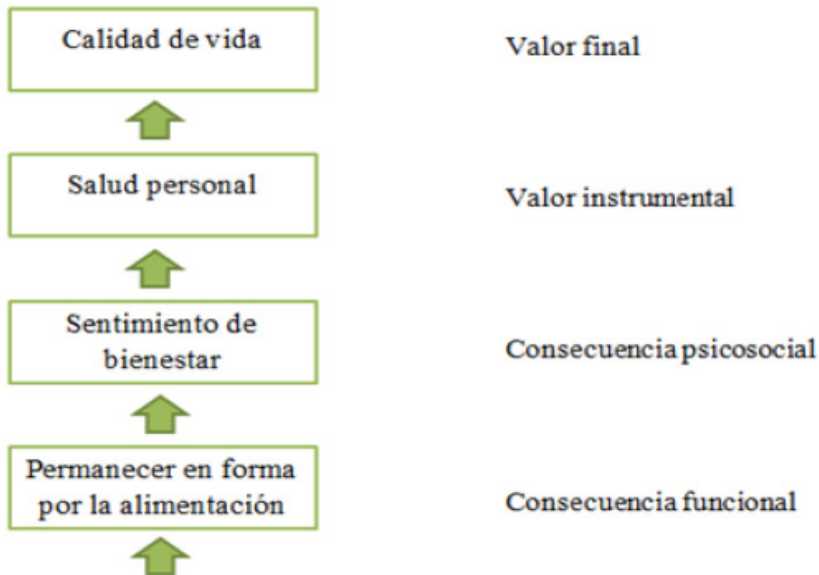 Calidad de vida
Valor final
Salud personal
Valor instrumental
Sentimiento de
bienestar
Consecuencia psicosocial
Permanecer en forma
por la alimentación
Consecuencia funcional